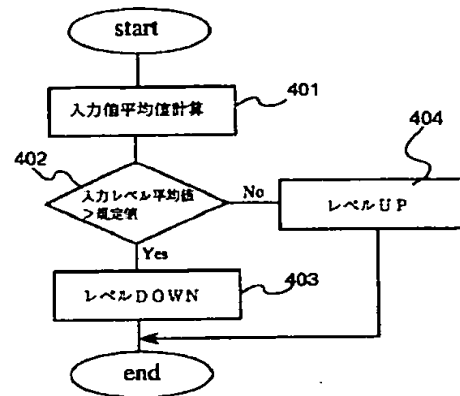 start
入力値平均値計算
401
402
入力レベル平均値
>規定値
No
404
レベルUP
Yes
レベルDOWN
403
end